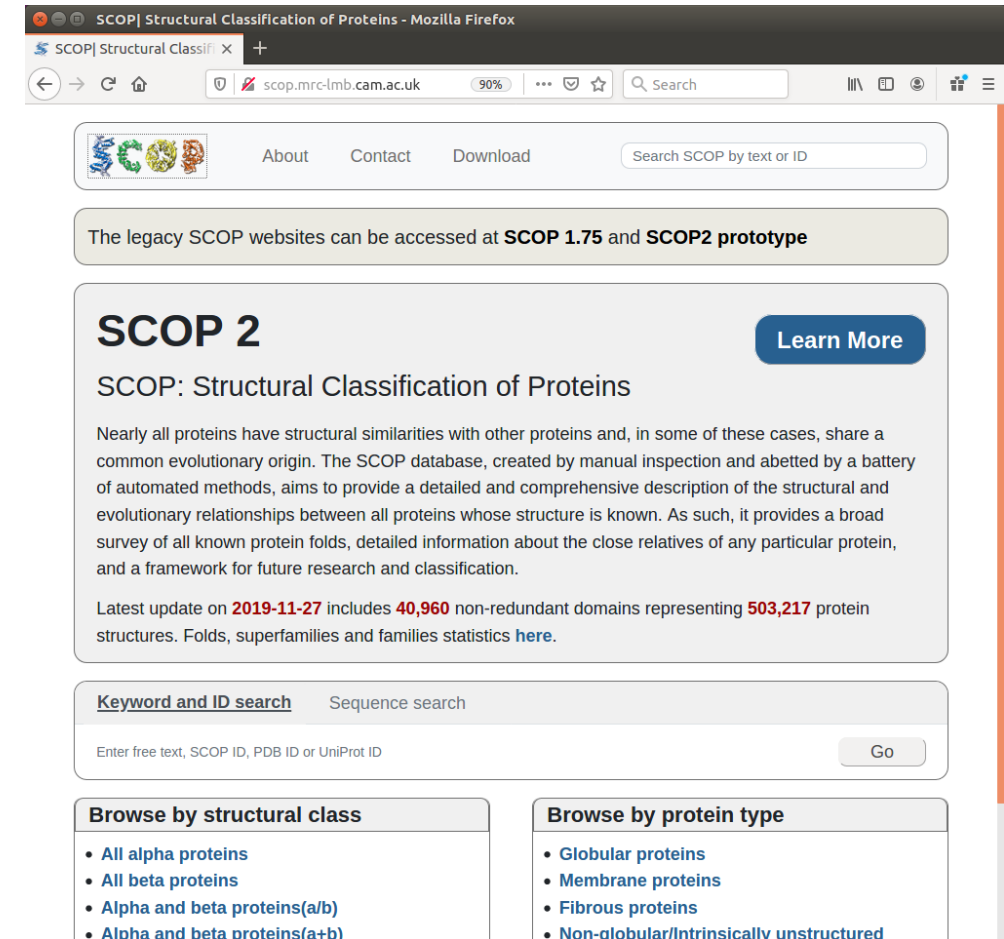 SCOP| Structural Classification of Proteins - Mozilla Firefox
SCOP| Structural Classifi
scop.mrc-lmb.cam.ac.uk 90% Search
SCOP About Contact Download Search SCOP by text or ID
The legacy SCOP websites can be accessed at SCOP 1.75 and SCOP2 prototype
SCOP 2
Learn More
SCOP: Structural Classification of Proteins
Nearly all proteins have structural similarities with other proteins and, in some of these cases, share a
common evolutionary origin. The SCOP database, created by manual inspection and abetted by a battery
of automated methods, aims to provide a detailed and comprehensive description of the structural and
evolutionary relationships between all proteins whose structure is known. As such, it provides a broad
survey of all known protein folds, detailed information about the close relatives of any particular protein,
and a framework for future research and classification.
Latest update on 2019-11-27 includes 40,960 non-redundant domains representing 503,217 protein
structures. Folds, superfamilies and families statistics here.
Keyword and ID search Sequence search
Enter free text, SCOP ID, PDB ID or UniProt ID Go
Browse by structural class
• All alpha proteins
• All beta proteins
• Alpha and beta proteins(a/b)
• Alpha and beta proteins(a+b)
Browse by protein type
• Globular proteins
• Membrane proteins
• Fibrous proteins
• Non-globular/Intrinsically unstructured